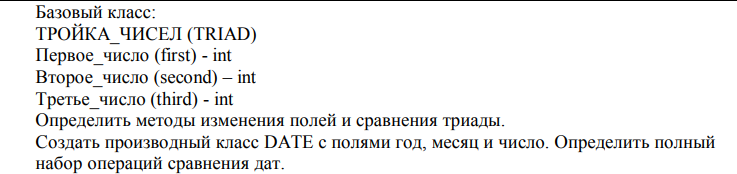 Базовый класс:
ТРОЙКА_ЧИСЕЛ (TRIAD)
Первое_число (first) - int
Второе_число (second) – int
Третье_число (third) - int
Определить методы изменения полей и сравнения триады.
Создать производный класс DATE с полями год, месяц и число. Определить полный
набор операций сравнения дат.